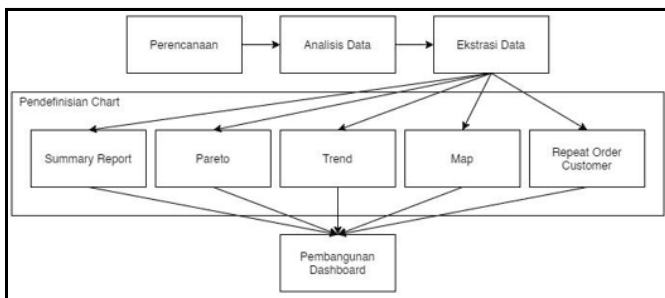 Perencanaan
Analisis Data
Ekstrasi Data
Pendefinisian Chart
Summary Report
Pareto
Trend
Map
Repeat Order
Customer
Pembangunan
Dashboard